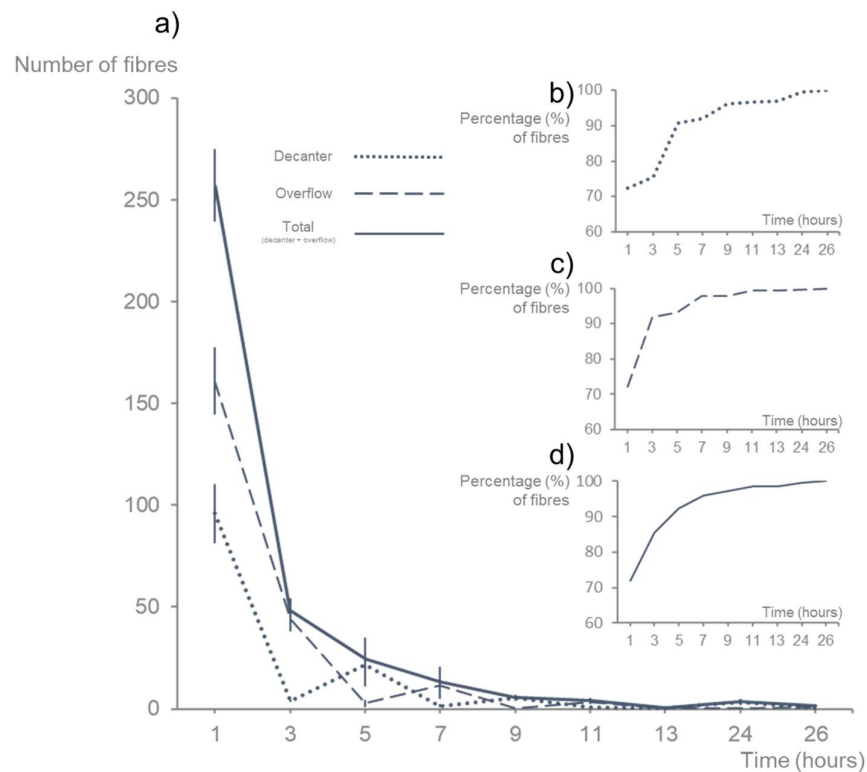 a)
Number of fibres
300
250
200
150
100
50
0
1 3 5 7 9 11 13 24 26
Time (hours)
Decanter
Overflow
Total
(decanter + overflow)
b)
Percentage (%)
of fibres
100
90
80
70
60
Time (hours)
1 3 5 7 9 11 13 24 26
c)
Percentage (%)
of fibres
100
90
80
70
60
Time (hours)
1 3 5 7 9 11 13 24 26
d)
Percentage (%)
of fibres
100
90
80
70
60
Time (hours)
1 3 5 7 9 11 13 24 26